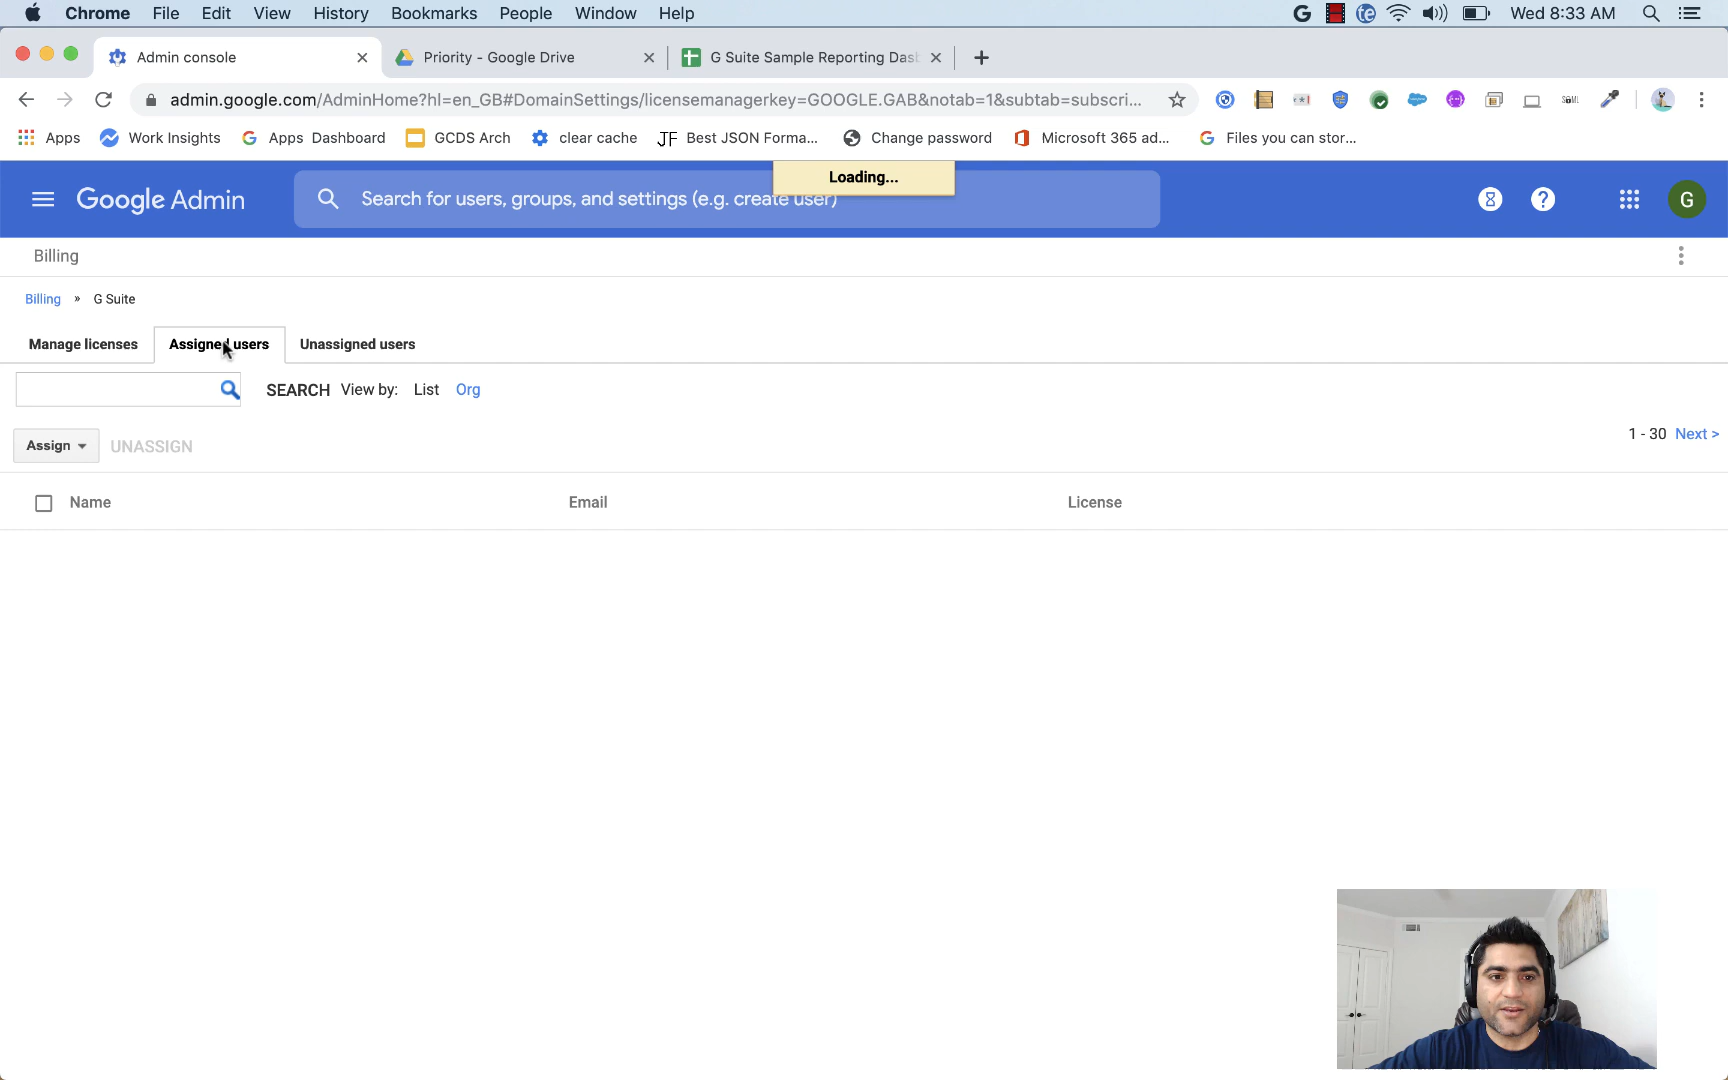 Chrome File Edit View History Bookmarks People Window Help
G te Wed 8:33 AM
Admin console
Priority - Google Drive
G Suite Sample Reporting Das
admin.google.com/AdminHome?hl=en_GB#DomainSettings/licensemanagerkey=GOOGLE.GAB&notab=1&subtab=subscri...
Apps Work Insights Apps Dashboard GCDS Arch clear cache JF Best JSON Forma... Change password Microsoft 365 ad... Files you can stor...
Loading...
Google Admin
Search for users, groups, and settings (e.g. create user)
G
Billing
Billing » G Suite
Manage licenses Assigned users Unassigned users
SEARCH View by: List Org
Assign UNASSIGN
1 - 30 Next >
Name Email License